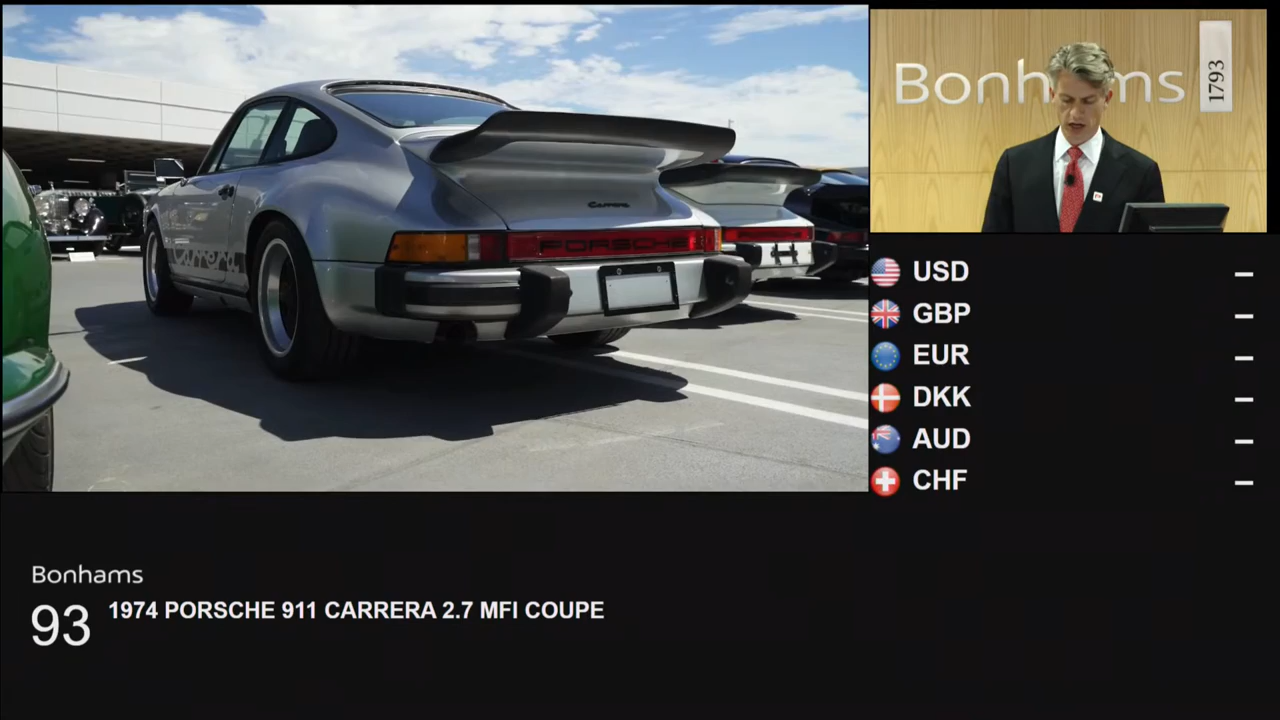 Bonhams
1793
Carrera
PORSCHE
Carrera
USD –
GBP –
EUR –
DKK –
AUD –
CHF –
Bonhams
93 1974 PORSCHE 911 CARRERA 2.7 MFI COUPE